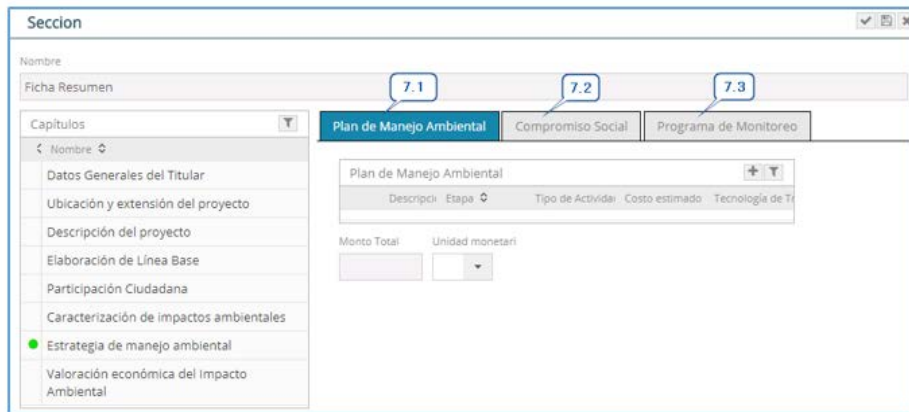 Seccion
Nombre
Ficha Resumen
7.1
7.2
7.3
Capítulos
Nombre
Datos Generales del Titular
Ubicación y extensión del proyecto
Descripción del proyecto
Elaboración de Línea Base
Participación Ciudadana
Caracterización de impactos ambientales
Estrategia de manejo ambiental
Valoración económica del Impacto
Ambiental
Plan de Manejo Ambiental
Compromiso Social
Programa de Monitoreo
Plan de Manejo Ambiental
Descripci Etapa Tipo de Activida Costo estimado Tecnología de Tr
Monto Total
Unidad monetari